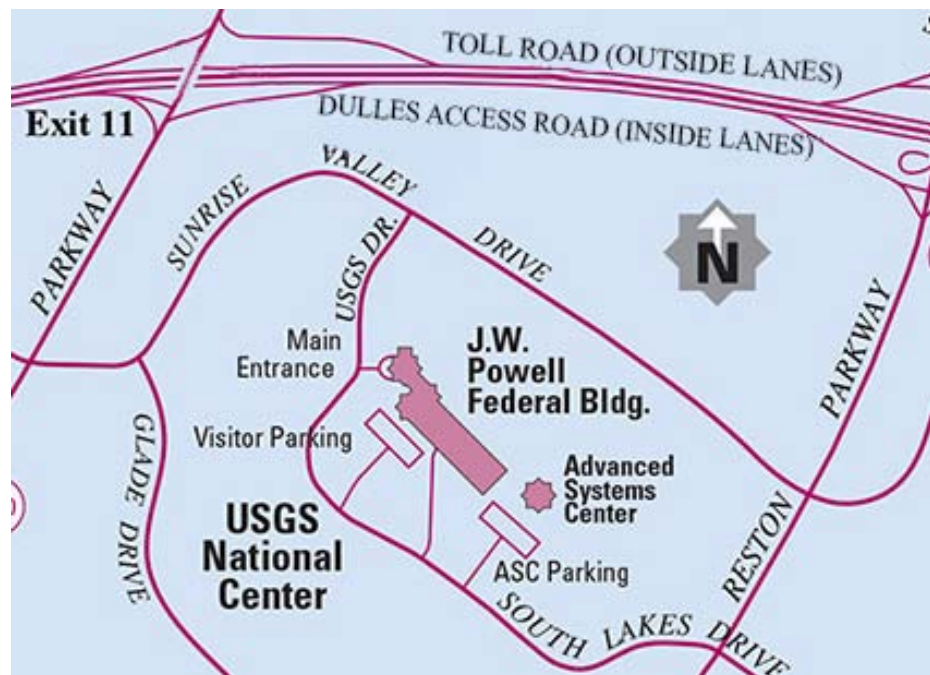 TOLL ROAD (OUTSIDE LANES)
DULLES ACCESS ROAD (INSIDE LANES)
Exit 11
PARKWAY
SUNRISE VALLEY DRIVE
USGS DR.
N
PARKWAY
Main
Entrance
J.W.
Powell
Federal Bldg.
Visitor Parking
GLADE DRIVE
Advanced
Systems
Center
USGS
National
Center
ASC Parking
RESTON
SOUTH LAKES DRIVE